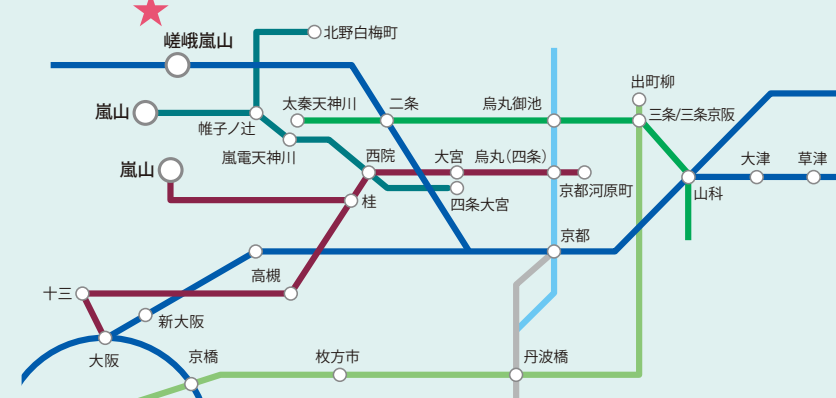 北野白梅町
嵯峨嵐山
出町柳
嵐山
太秦天神川
二条
烏丸御池
三条/三条京阪
帷子ノ辻
嵐電天神川
西院
大宮
烏丸(四条)
大津
草津
嵐山
京都河原町
山科
桂
四条大宮
京都
高槻
十三
新大阪
大阪
京橋
枚方市
丹波橋